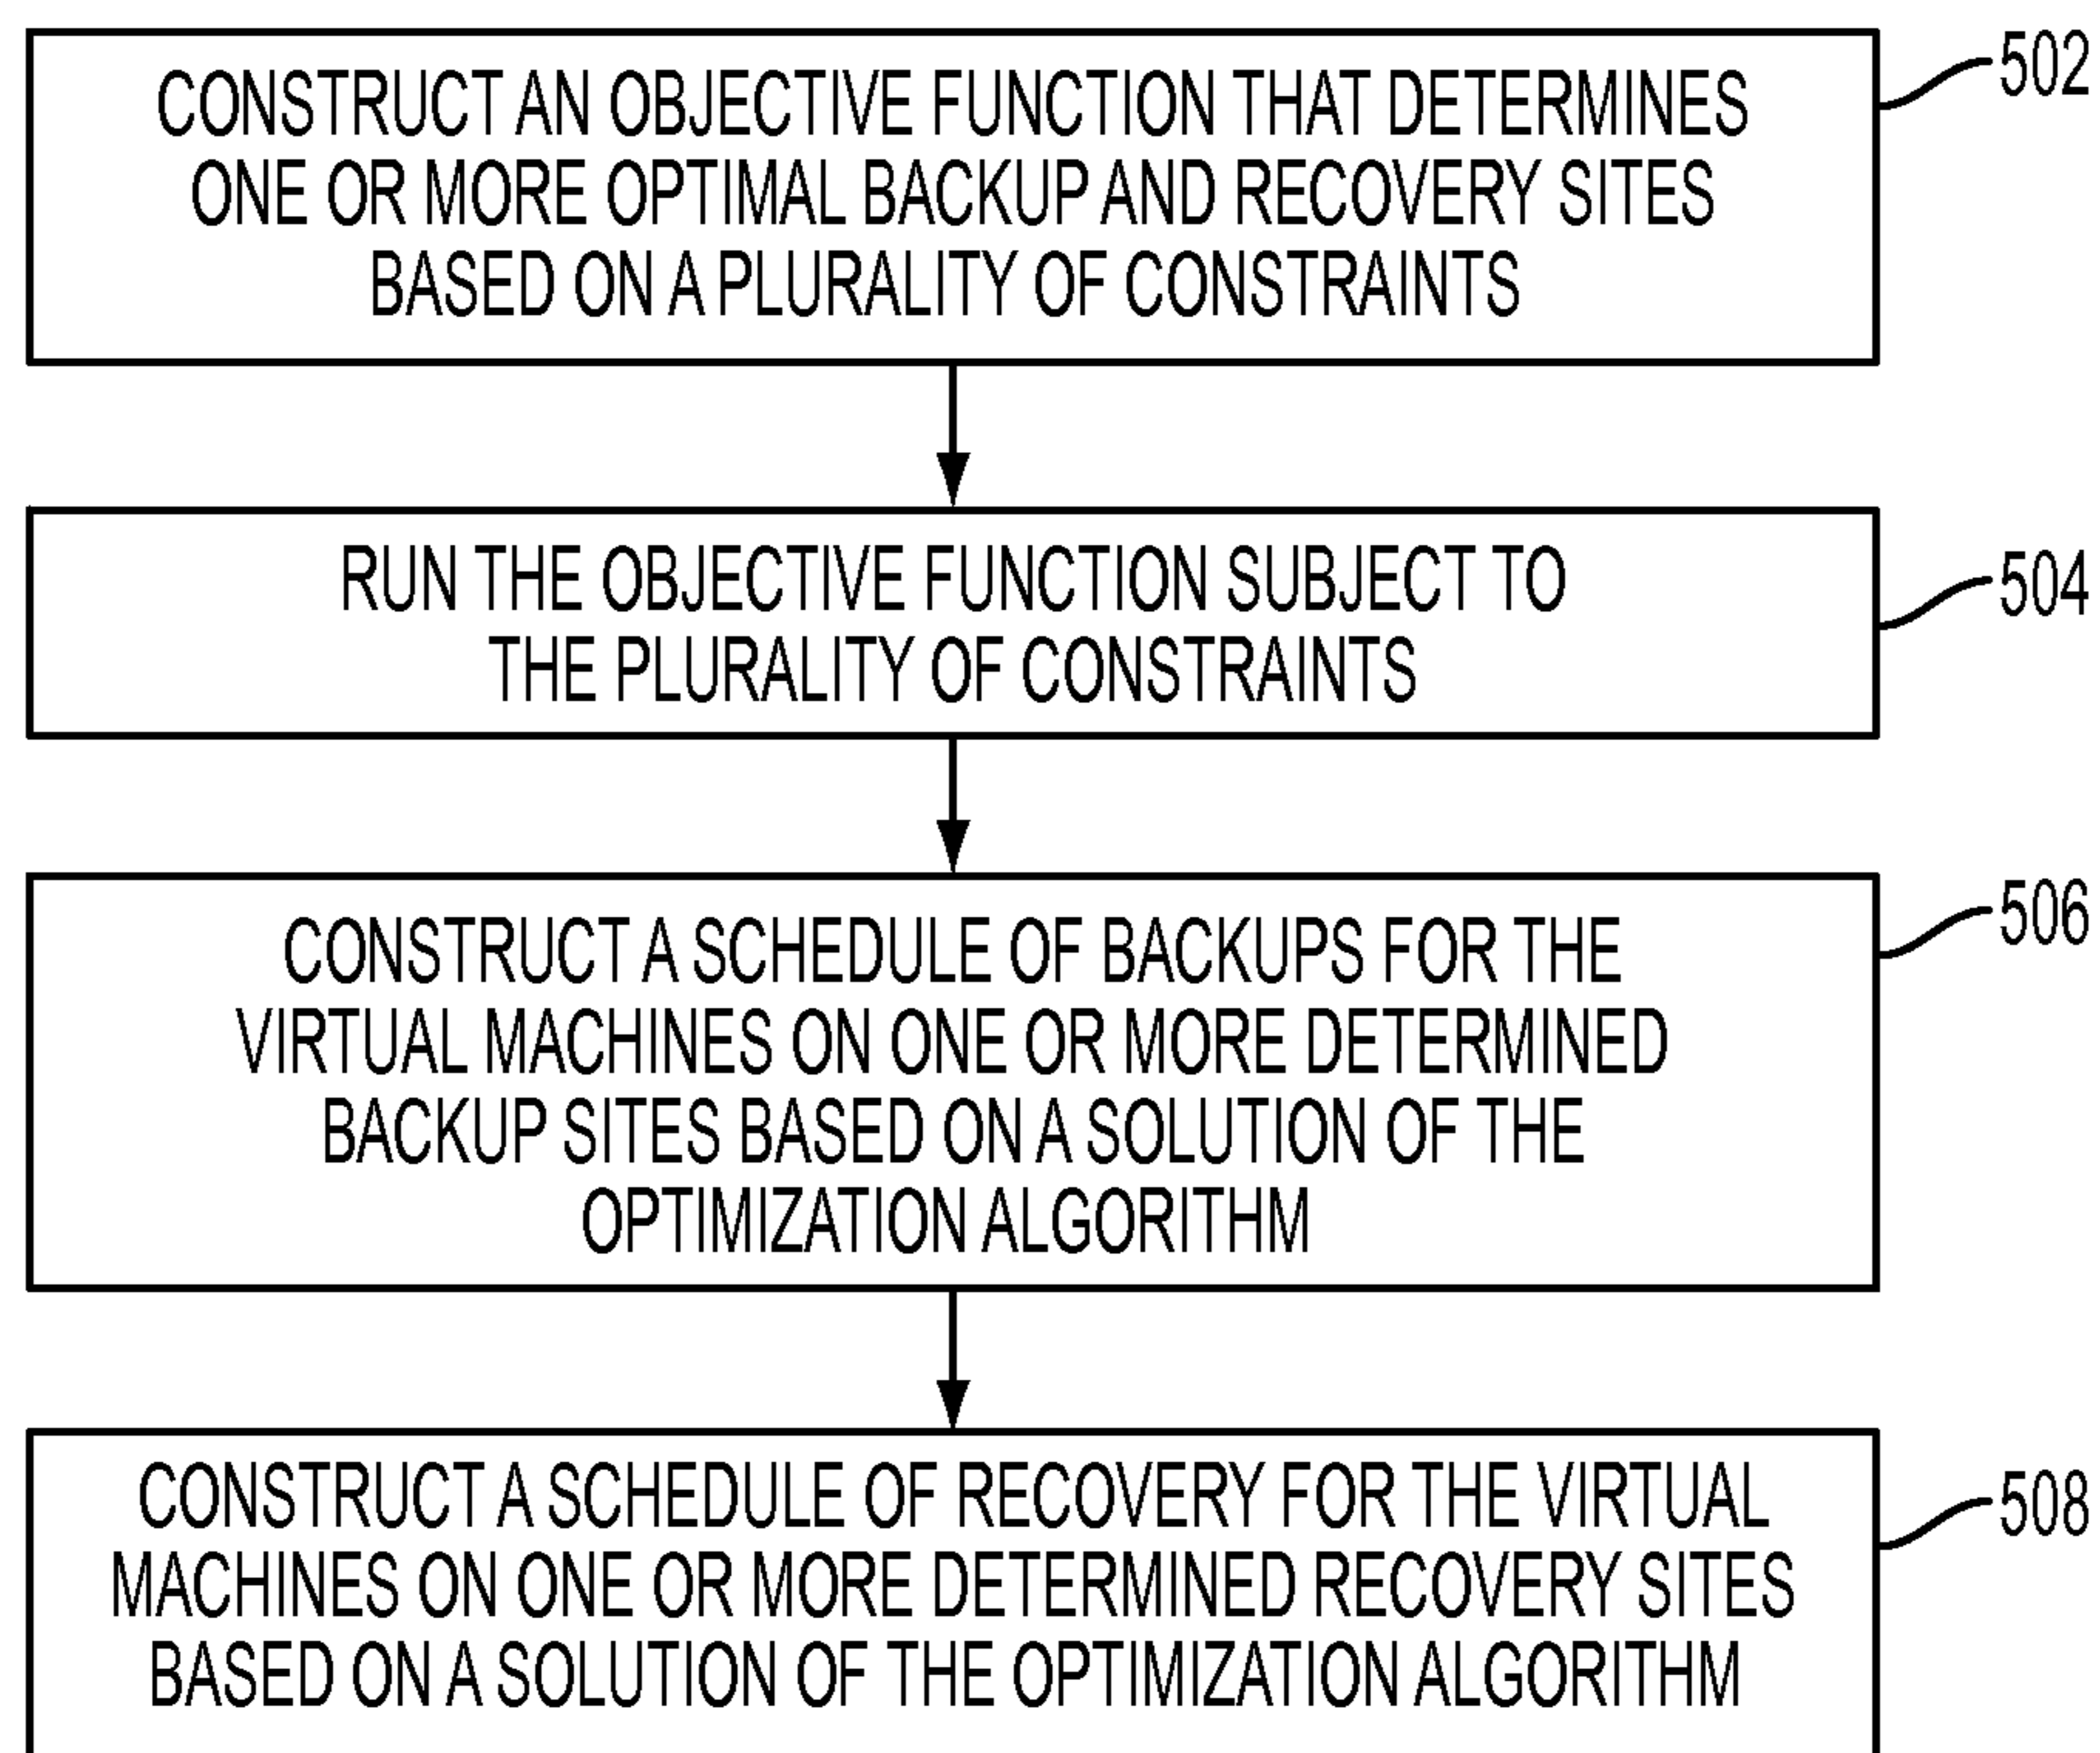 CONSTRUCT AN OBJECTIVE FUNCTION THAT DETERMINES
ONE OR MORE OPTIMAL BACKUP AND RECOVERY SITES
BASED ON A PLURALITY OF CONSTRAINTS
502
RUN THE OBJECTIVE FUNCTION SUBJECT TO
THE PLURALITY OF CONSTRAINTS
504
CONSTRUCT A SCHEDULE OF BACKUPS FOR THE
VIRTUAL MACHINES ON ONE OR MORE DETERMINED
BACKUP SITES BASED ON A SOLUTION OF THE
OPTIMIZATION ALGORITHM
506
CONSTRUCT A SCHEDULE OF RECOVERY FOR THE VIRTUAL
MACHINES ON ONE OR MORE DETERMINED RECOVERY SITES
BASED ON A SOLUTION OF THE OPTIMIZATION ALGORITHM
508